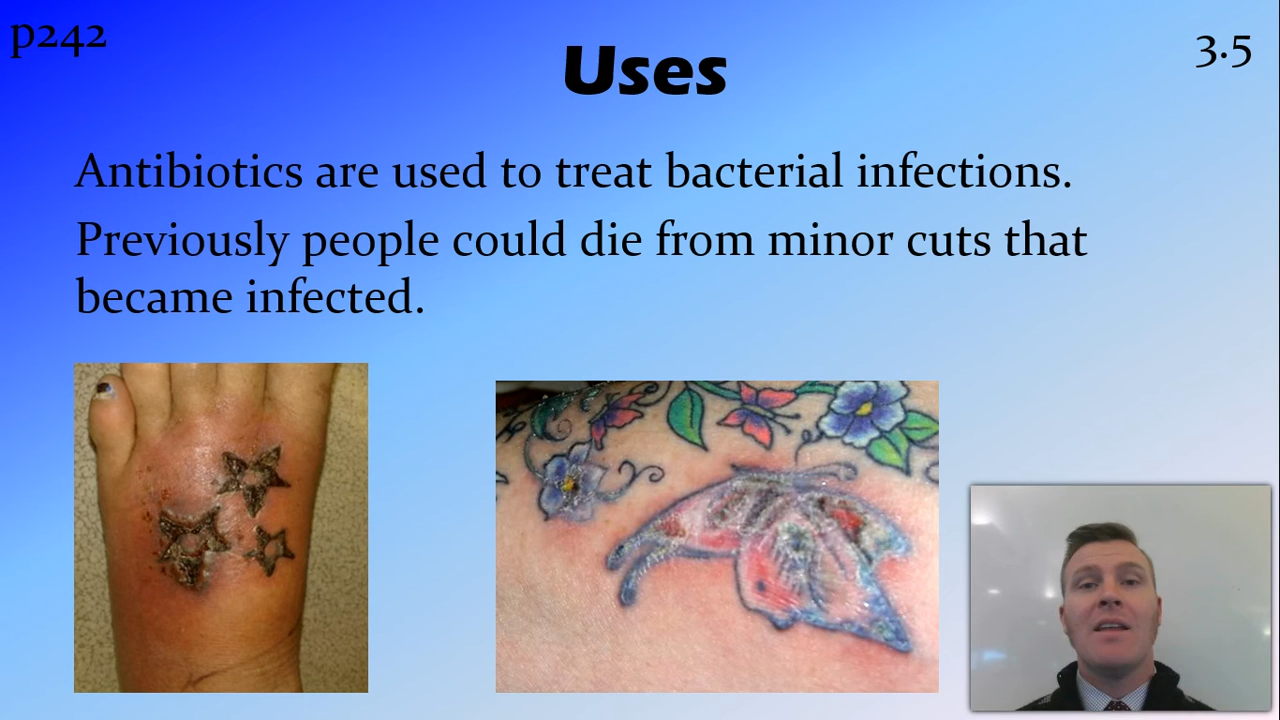 p242
3.5
Uses
Antibiotics are used to treat bacterial infections.
Previously people could die from minor cuts that
became infected.